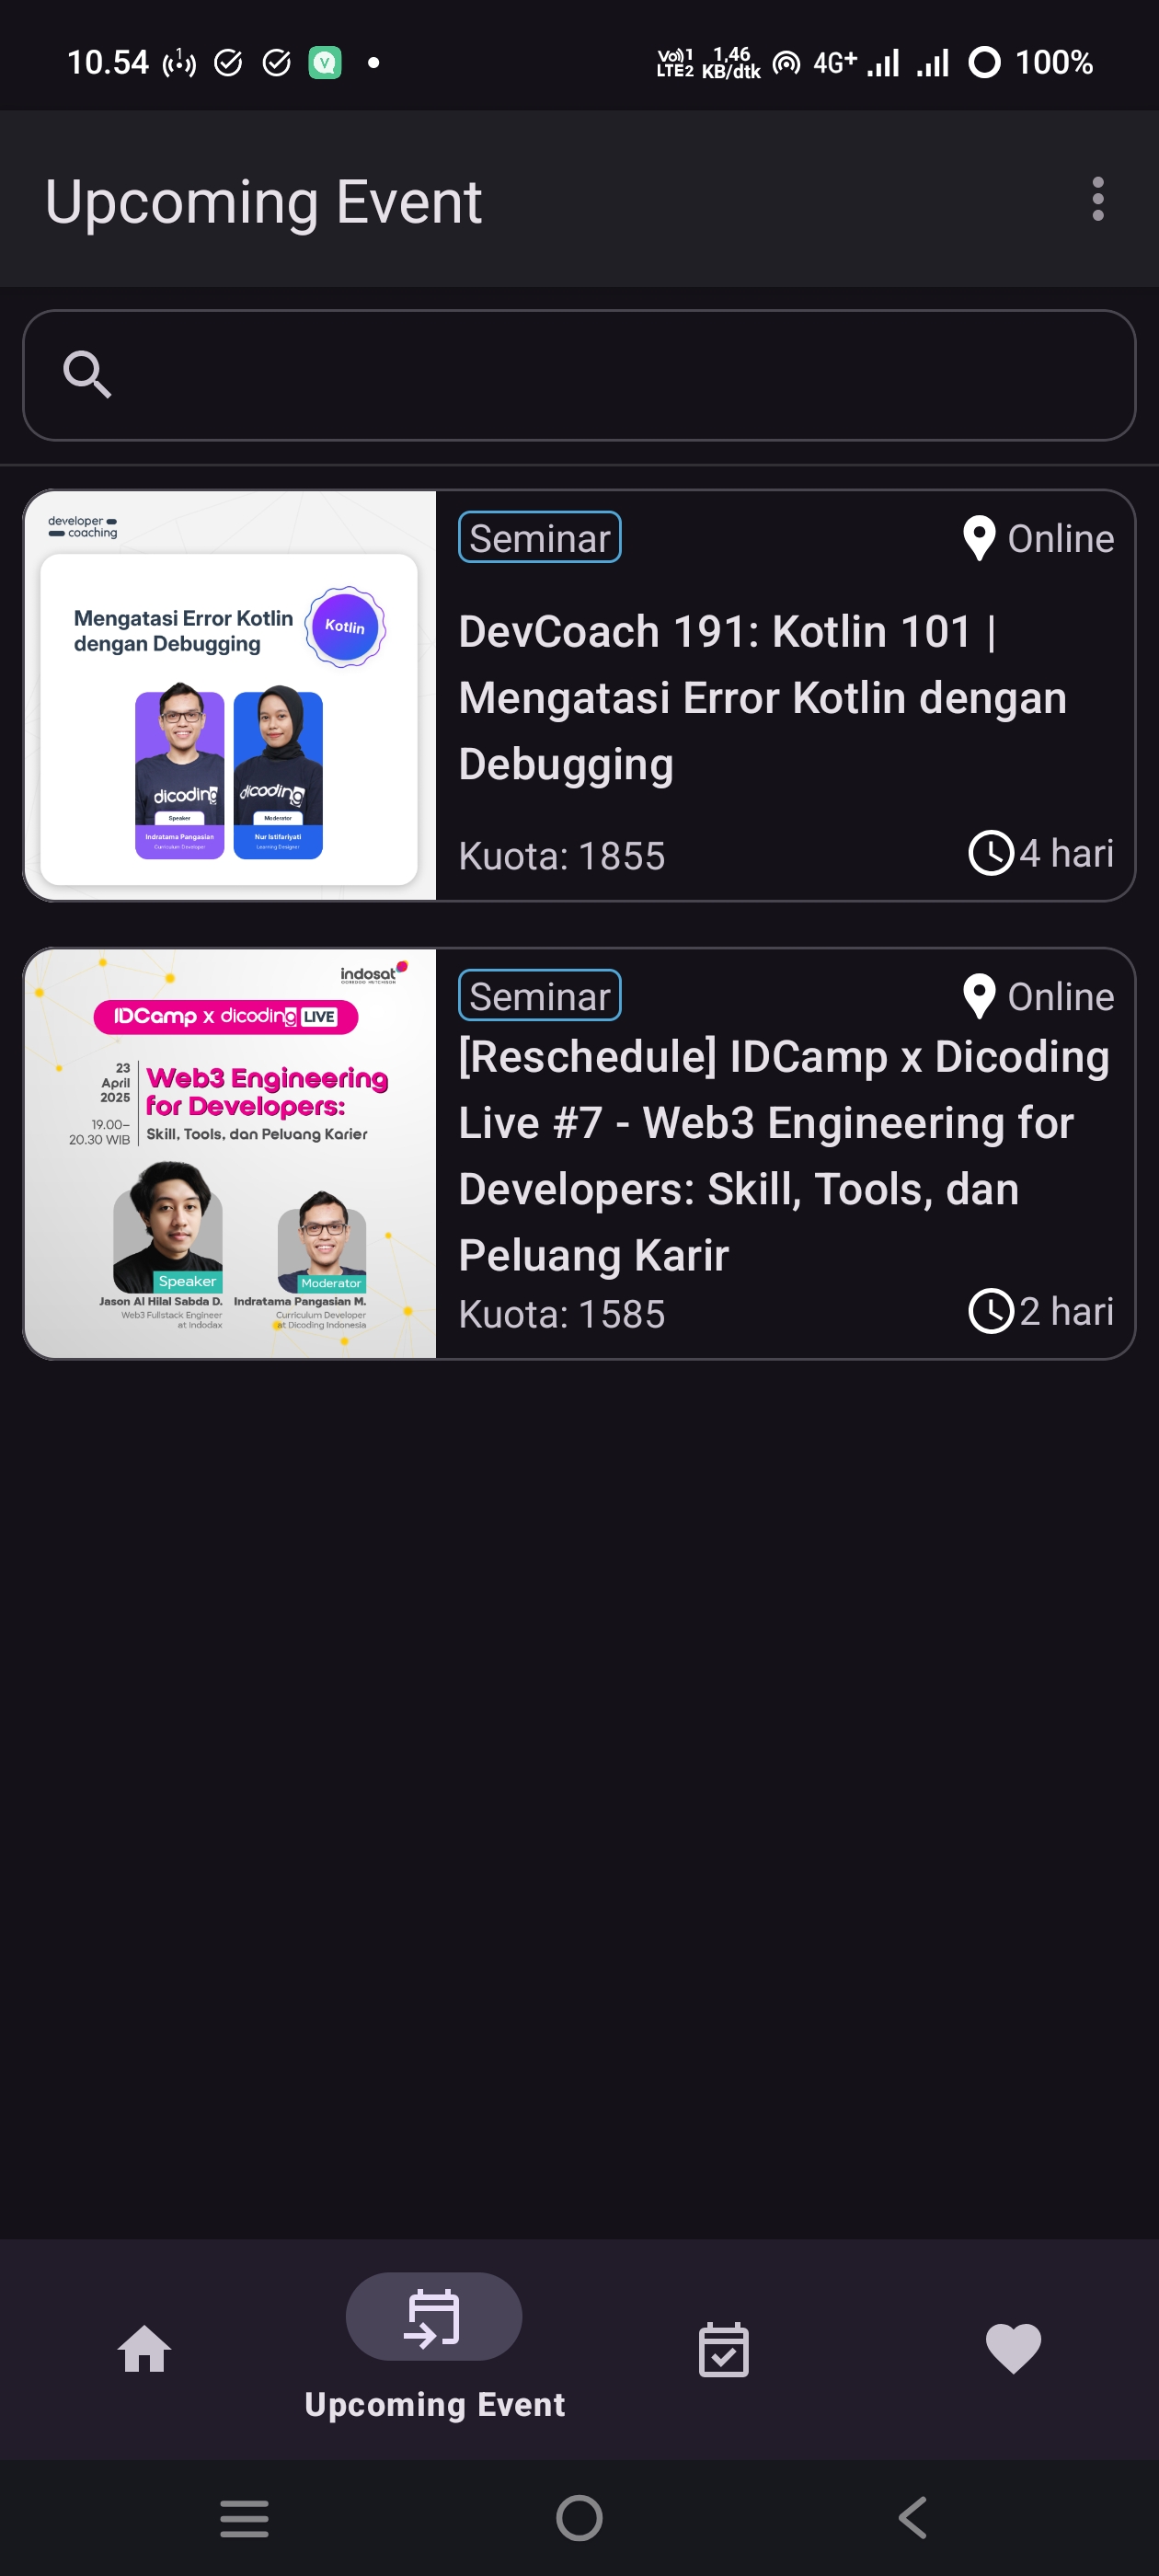 10.54
1
Vo))1
LTE2
1,46
KB/dtk
4G+
100%
Upcoming Event
developer
coaching
Mengatasi Error Kotlin
dengan Debugging
Kotlin
dicoding
dicoding
Speaker
Moderator
Indratama Pangasian
Nur Istifariyati
Curriculum Developer
Learning Designer
Seminar
Online
DevCoach 191: Kotlin 101 |
Mengatasi Error Kotlin dengan
Debugging
Kuota: 1855
4 hari
indosat
OOREDOO HUTCHISON
IDCamp x dicoding LIVE
23
April
2025
19.00–
20.30 WIB
Web3 Engineering
for Developers:
Skill, Tools, dan Peluang Karier
Speaker
Moderator
Jason Al Hilal Sabda D.
Web3 Fullstack Engineer
at Indodax
Indratama Pangasian M.
Curriculum Developer
at Dicoding Indonesia
Seminar
Online
[Reschedule] IDCamp x Dicoding
Live #7 - Web3 Engineering for
Developers: Skill, Tools, dan
Peluang Karir
Kuota: 1585
2 hari
Upcoming Event